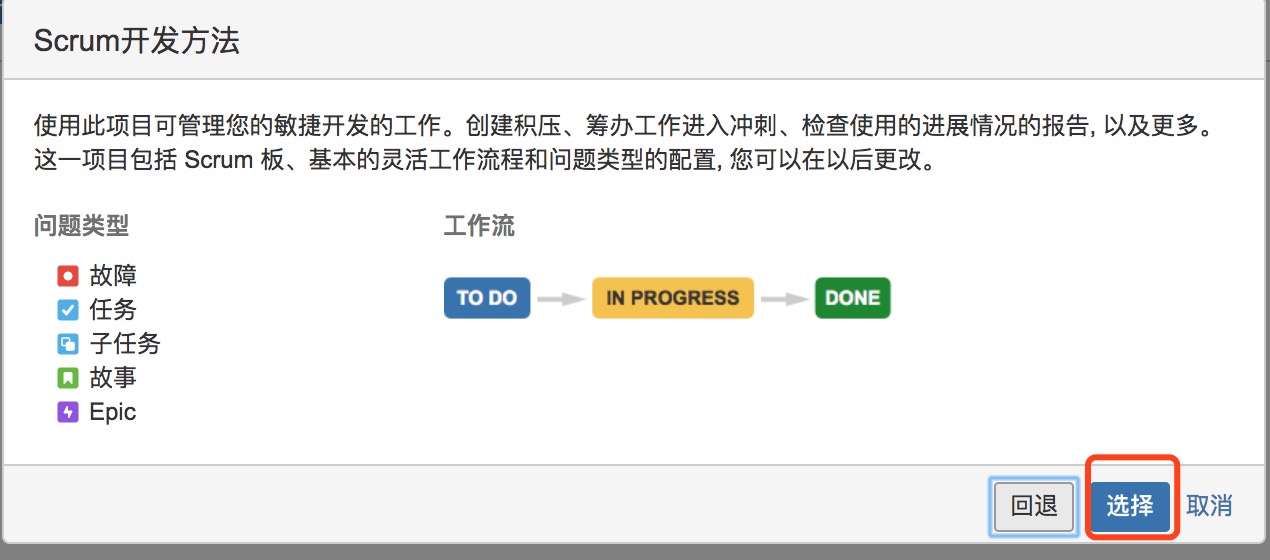 Scrum开发方法
使用此项目可管理您的敏捷开发的工作。创建积压、筹办工作进入冲刺、检查使用的进展情况的报告, 以及更多。
这一项目包括 Scrum 板、基本的灵活工作流程和问题类型的配置, 您可以在以后更改。
问题类型
工作流
故障
任务
子任务
故事
Epic
TO DO
IN PROGRESS
DONE
回退
选择
取消